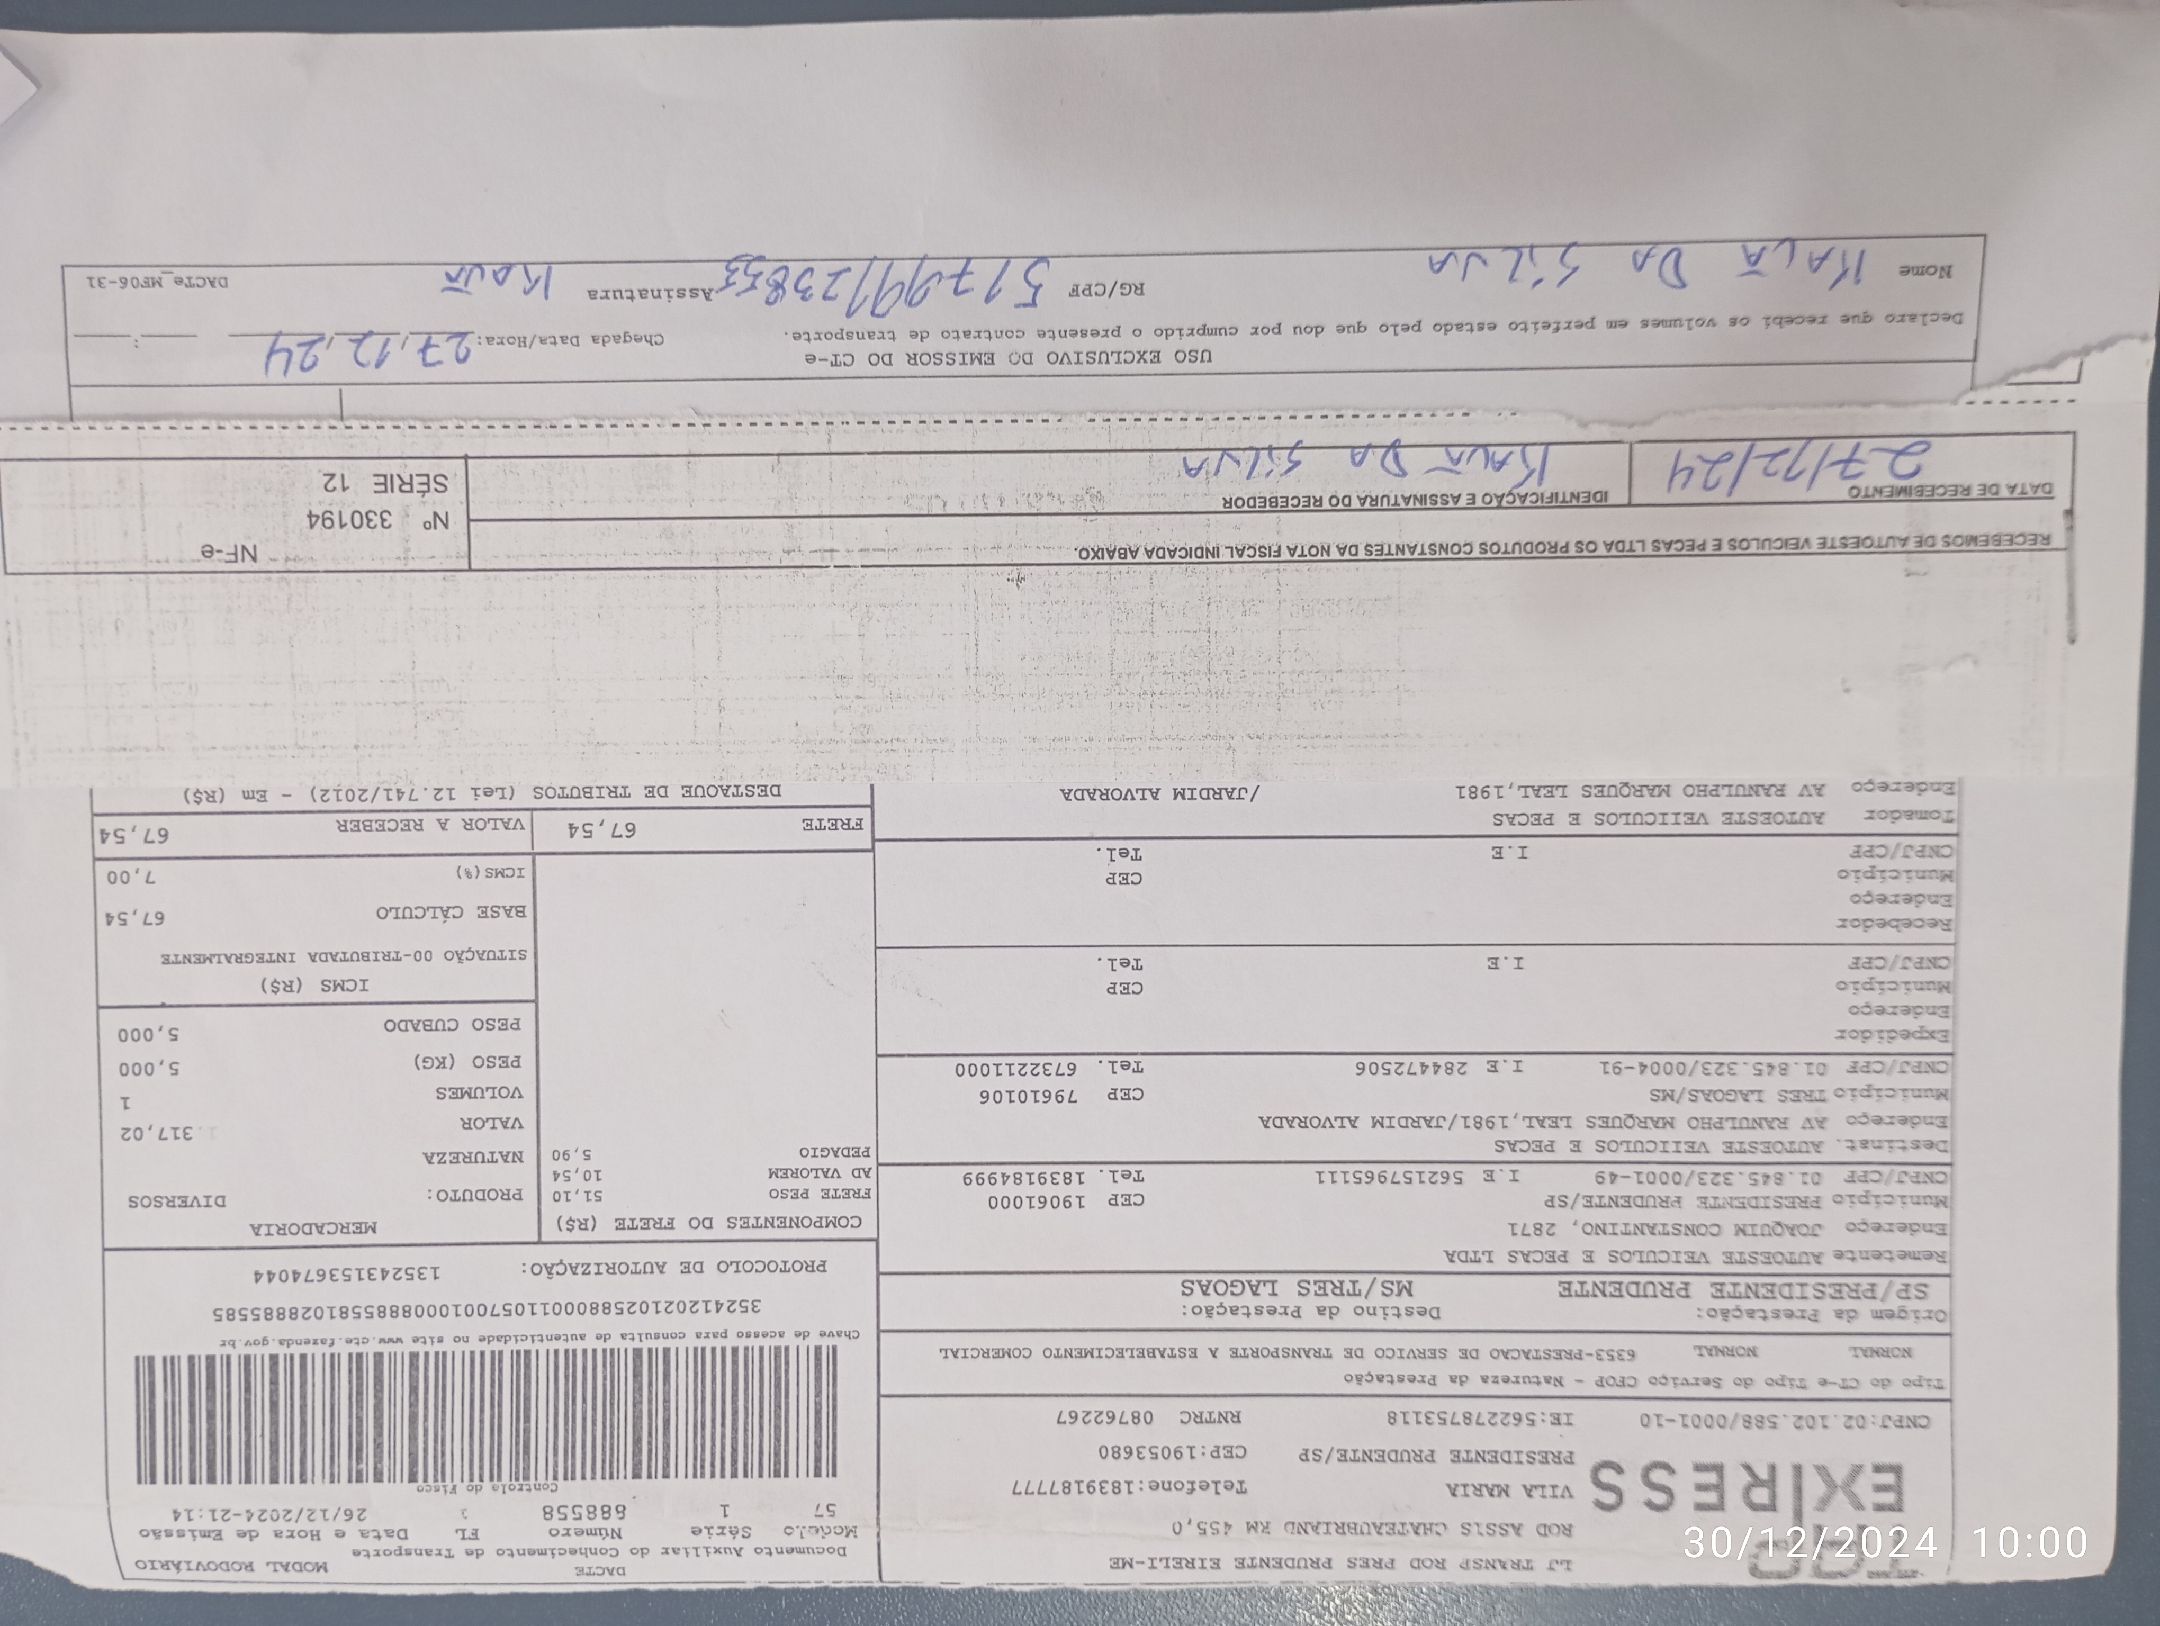 LJ TRANSP ROD PRES PRUDENTE EIRELI-ME
ROD ASSIS CHATEAUBRIAND KM 455,0
VILA MARIA Telefone:1839187777
PRESIDENTE PRUDENTE/SP CEP:19053680
EXPRESS
CNPJ:02.102.588/0001-10 IE:562278753118 RNTRC 08762267
DACTE MODAL RODOVIÁRIO
Documento Auxiliar do Conhecimento de Transporte
Modelo Série Número FL Data e Hora de Emissão
57 1 888558 26/12/2024-21:14
Controle do Fisco
Chave de acesso para consulta de autenticidade no site www.cte.fazenda.gov.br
35241202102588000110570010008885581028885585
PROTOCOLO DE AUTORIZAÇÃO: 135243153674044
Tipo do CT-e Tipo do Serviço CFOP - Natureza da Prestação
NORMAL NORMAL 6353-PRESTACAO DE SERVICO DE TRANSPORTE A ESTABELECIMENTO COMERCIAL
Origem da Prestação: Destino da Prestação:
SP/PRESIDENTE PRUDENTE MS/TRES LAGOAS
Remetente AUTOESTE VEICULOS E PECAS LTDA
Endereço JOAQUIM CONSTANTINO, 2871
Município PRESIDENTE PRUDENTE/SP CEP 19061000
CNPJ/CPF 01.845.323/0001-49 I.E 562157965111 Tel. 1839184999
Destinat. AUTOESTE VEIICULOS E PECAS
Endereço AV RANULPHO MARQUES LEAL,1981/JARDIM ALVORADA
Município TRES LAGOAS/MS CEP 79610106
CNPJ/CPF 01.845.323/0004-91 I.E 284472506 Tel. 6732211000
Expedidor
Endereço
Município CEP
CNPJ/CPF I.E Tel.
Recebedor
Endereço
Município CEP
CNPJ/CPF I.E Tel.
Tomador AUTOESTE VEIICULOS E PECAS
Endereço AV RANULPHO MARQUES LEAL,1981 /JARDIM ALVORADA
COMPONENTES DO FRETE (R$)
FRETE PESO 51,10
AD VALOREM 10,54
PEDAGIO 5,90
FRETE 67,54
MERCADORIA
PRODUTO: DIVERSOS
NATUREZA
VALOR 1.317,02
VOLUMES 1
PESO (KG) 5,000
PESO CUBADO 5,000
ICMS (R$)
SITUAÇÃO 00-TRIBUTADA INTEGRALMENTE
BASE CÁLCULO 67,54
ICMS(%) 7,00
VALOR A RECEBER 67,54
DESTAQUE DE TRIBUTOS (Lei 12.741/2012) - Em (R$)
RECEBEMOS DE AUTOESTE VEICULOS E PECAS LTDA OS PRODUTOS CONSTANTES DA NOTA FISCAL INDICADA ABAIXO.
DATA DE RECEBIMENTO IDENTIFICAÇÃO E ASSINATURA DO RECEBEDOR
27/12/24 KAUÃ DA SILVA
NF-e
Nº 330194
SÉRIE 12
USO EXCLUSIVO DO EMISSOR DO CT-e
Declaro que recebi os volumes em perfeito estado pelo que dou por cumprido o presente contrato de transporte. Chegada Data/Hora: 27,12,24 :
Nome KAUÃ DA SILVA RG/CPF Assinatura KAUÃ DACTe_MF06-31
30/12/2024 10:00